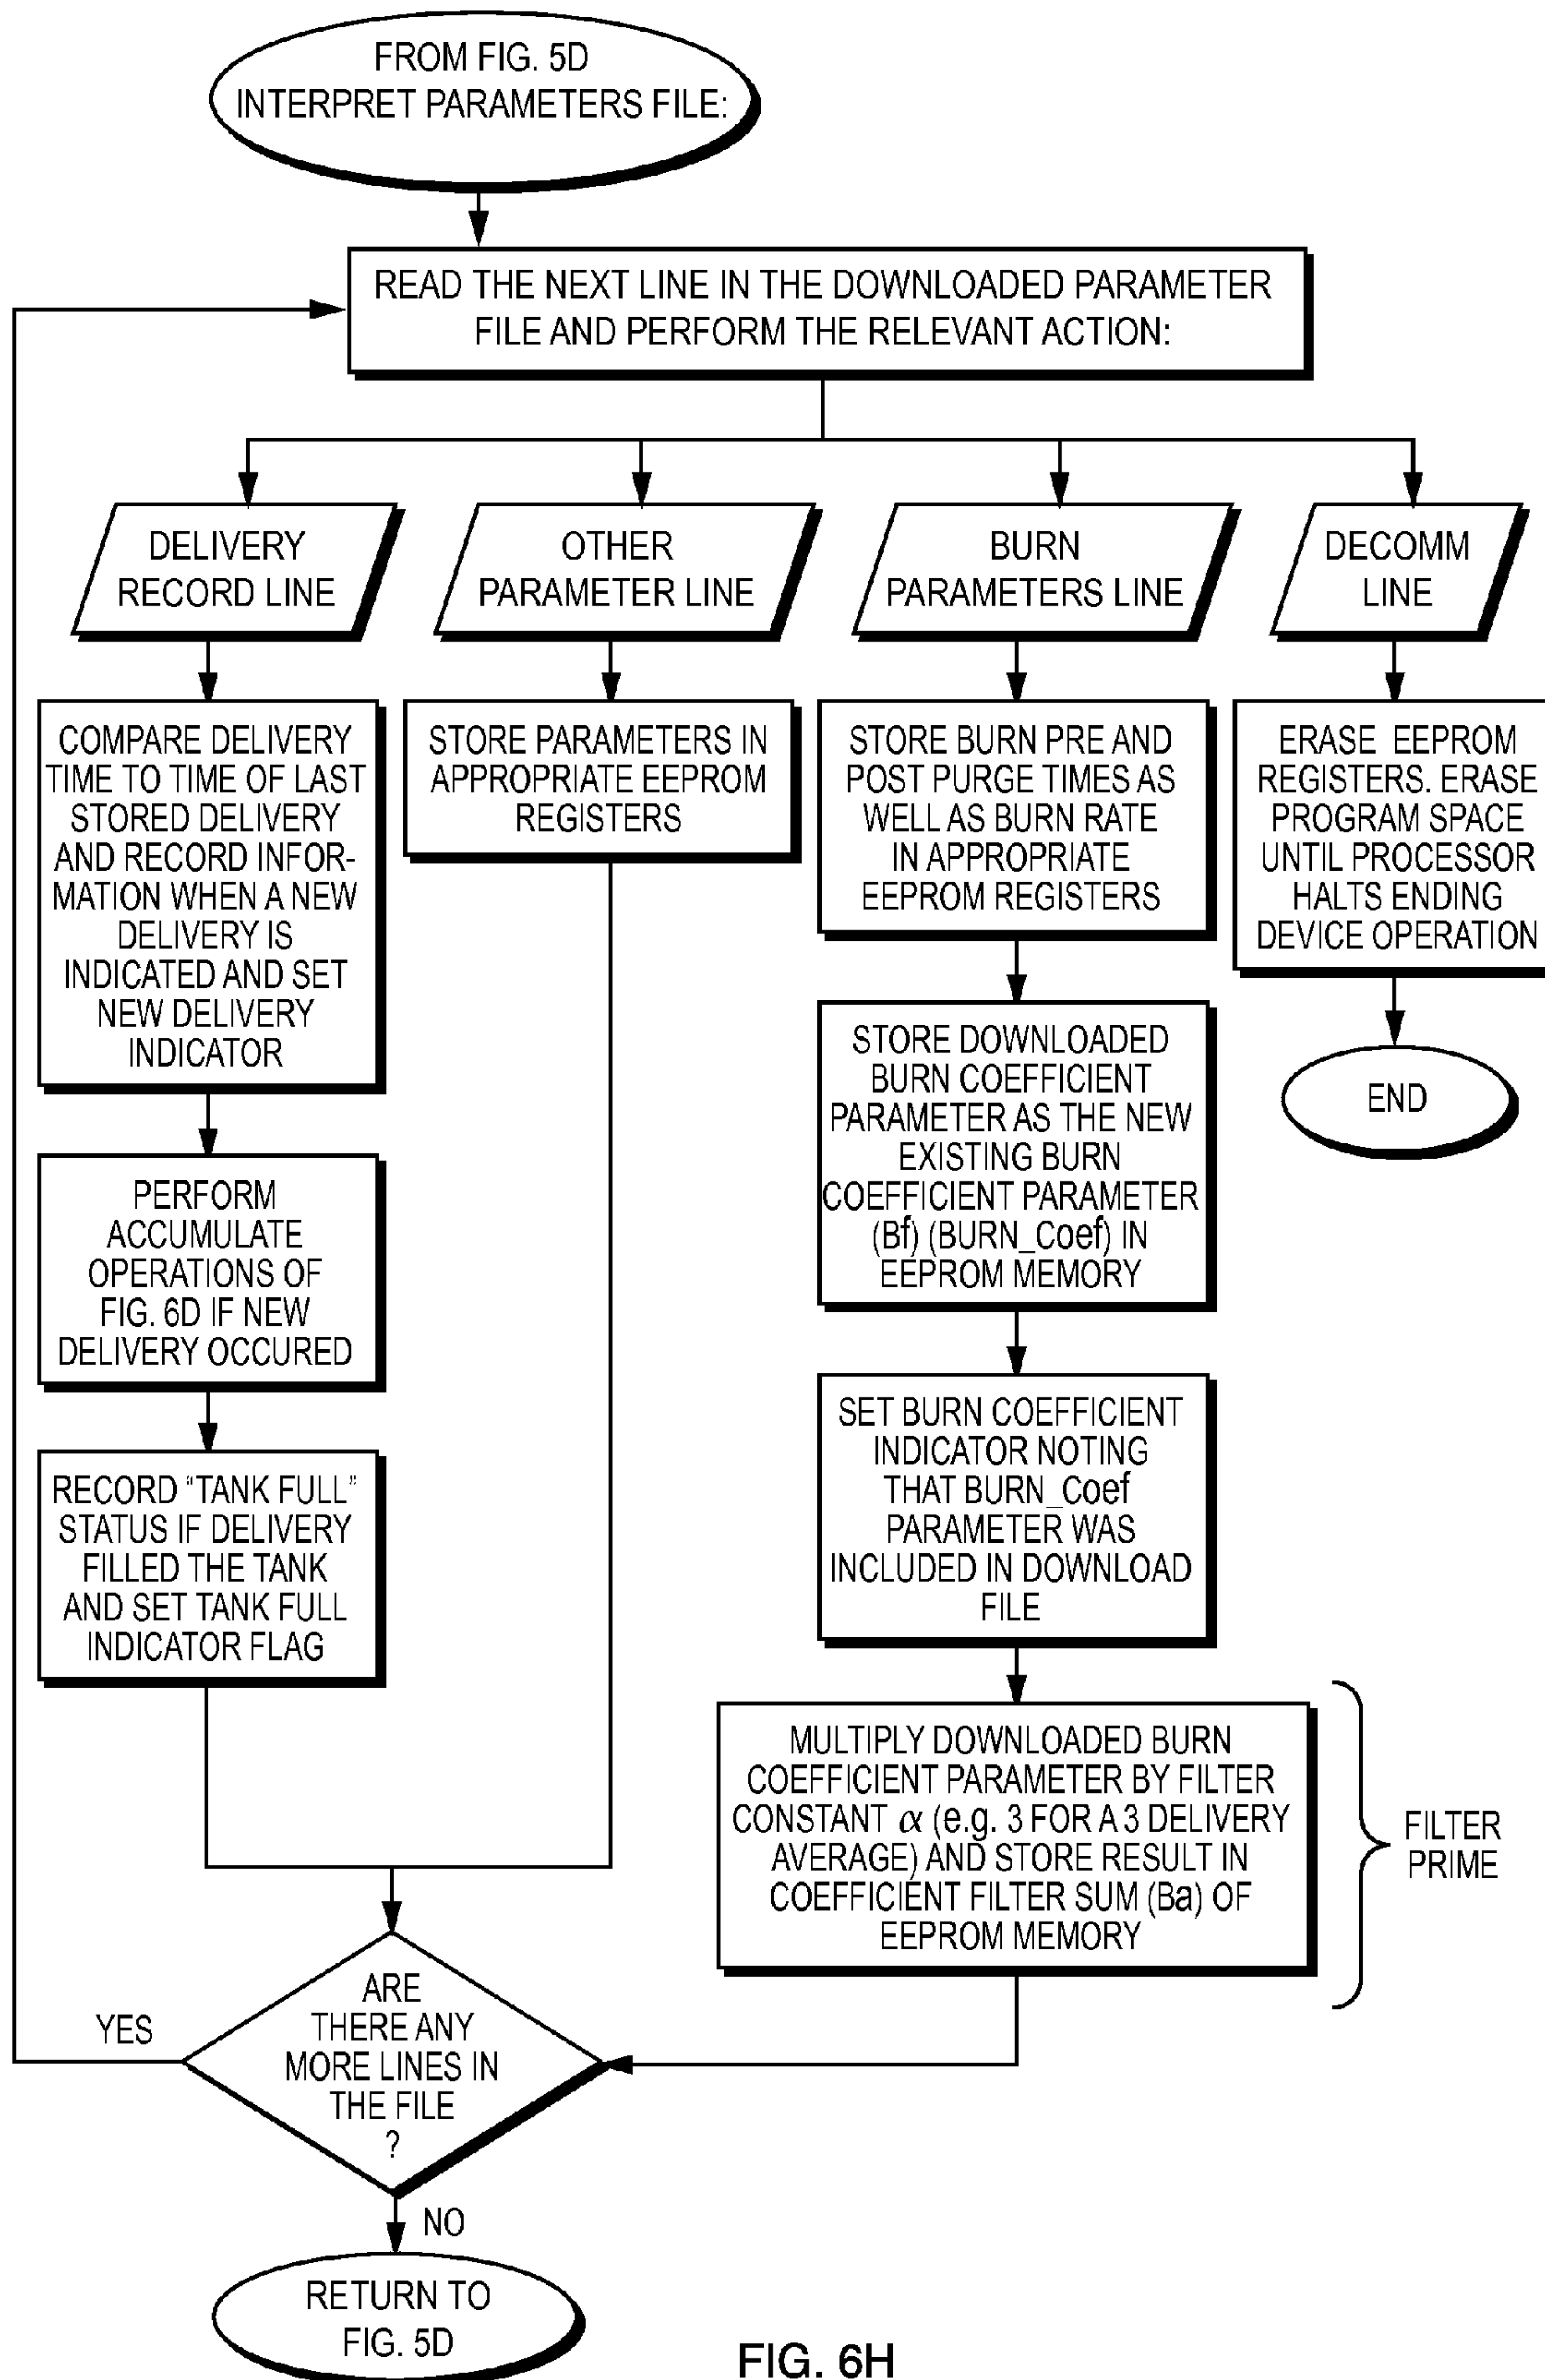 FROM FIG. 5D
INTERPRET PARAMETERS FILE:
READ THE NEXT LINE IN THE DOWNLOADED PARAMETER
FILE AND PERFORM THE RELEVANT ACTION:
DELIVERY
RECORD LINE
OTHER
PARAMETER LINE
BURN
PARAMETERS LINE
DECOMM
LINE
COMPARE DELIVERY
TIME TO TIME OF LAST
STORED DELIVERY
AND RECORD INFOR-
MATION WHEN A NEW
DELIVERY IS
INDICATED AND SET
NEW DELIVERY
INDICATOR
STORE PARAMETERS IN
APPROPRIATE EEPROM
REGISTERS
STORE BURN PRE AND
POST PURGE TIMES AS
WELL AS BURN RATE
IN APPROPRIATE
EEPROM REGISTERS
ERASE EEPROM
REGISTERS. ERASE
PROGRAM SPACE
UNTIL PROCESSOR
HALTS ENDING
DEVICE OPERATION
STORE DOWNLOADED
BURN COEFFICIENT
PARAMETER AS THE NEW
EXISTING BURN
COEFFICIENT PARAMETER
(Bf) (BURN_Coef) IN
EEPROM MEMORY
END
PERFORM
ACCUMULATE
OPERATIONS OF
FIG. 6D IF NEW
DELIVERY OCCURED
SET BURN COEFFICIENT
INDICATOR NOTING
THAT BURN_Coef
PARAMETER WAS
INCLUDED IN DOWNLOAD
FILE
RECORD “TANK FULL”
STATUS IF DELIVERY
FILLED THE TANK
AND SET TANK FULL
INDICATOR FLAG
MULTIPLY DOWNLOADED BURN
COEFFICIENT PARAMETER BY FILTER
CONSTANT α (e.g. 3 FOR A 3 DELIVERY
AVERAGE) AND STORE RESULT IN
COEFFICIENT FILTER SUM (Ba) OF
EEPROM MEMORY
FILTER
PRIME
ARE
THERE ANY
MORE LINES IN
THE FILE
?
YES
NO
RETURN TO
FIG. 5D
FIG. 6H